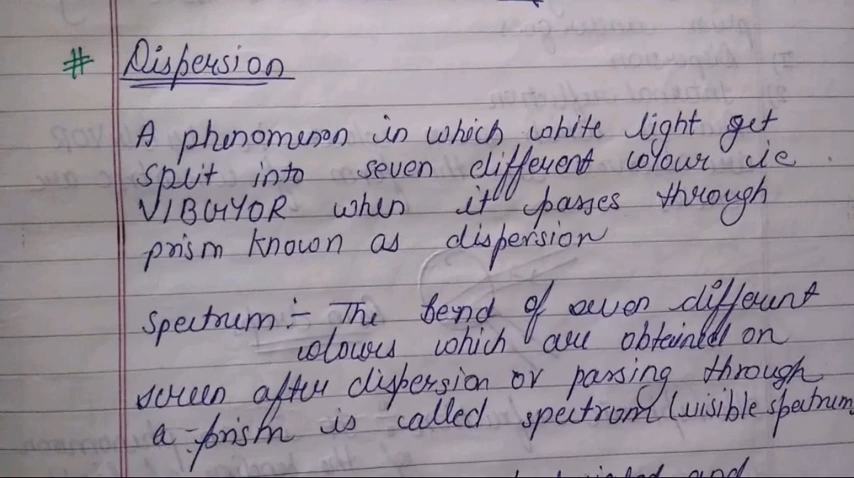 # Dispersion
A phenomenon in which white light get
split into seven different colour ie
VIBGYOR when it passes through
prism known as dispersion
Spectrum :- The bend of seven different
colours which are obtained on
screen after dispersion or passing through
a prism is called spectrum (visible spectrum
and